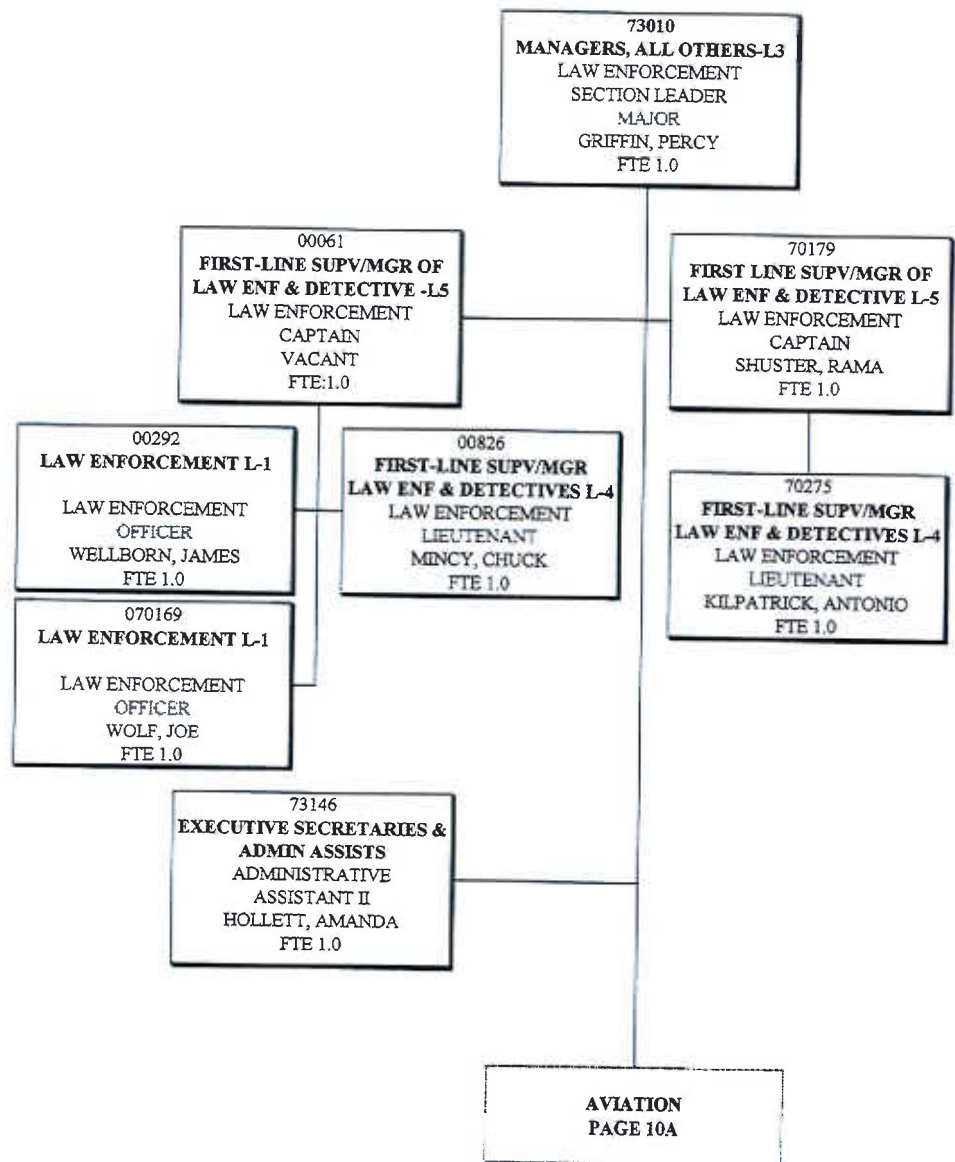 73010
MANAGERS, ALL OTHERS-L3
LAW ENFORCEMENT
SECTION LEADER
MAJOR
GRIFFIN, PERCY
FTE 1.0
00061
FIRST-LINE SUPV/MGR OF
LAW ENF & DETECTIVE -L5
LAW ENFORCEMENT
CAPTAIN
VACANT
FTE:1.0
70179
FIRST LINE SUPV/MGR OF
LAW ENF & DETECTIVE L-5
LAW ENFORCEMENT
CAPTAIN
SHUSTER, RAMA
FTE 1.0
00292
LAW ENFORCEMENT L-1
LAW ENFORCEMENT
OFFICER
WELLBORN, JAMES
FTE 1.0
00826
FIRST-LINE SUPV/MGR
LAW ENF & DETECTIVES L-4
LAW ENFORCEMENT
LIEUTENANT
MINCY, CHUCK
FTE 1.0
70275
FIRST-LINE SUPV/MGR
LAW ENF & DETECTIVES L-4
LAW ENFORCEMENT
LIEUTENANT
KILPATRICK, ANTONIO
FTE 1.0
070169
LAW ENFORCEMENT L-1
LAW ENFORCEMENT
OFFICER
WOLF, JOE
FTE 1.0
73146
EXECUTIVE SECRETARIES &
ADMIN ASSISTS
ADMINISTRATIVE
ASSISTANT II
HOLLETT, AMANDA
FTE 1.0
AVIATION
PAGE 10A